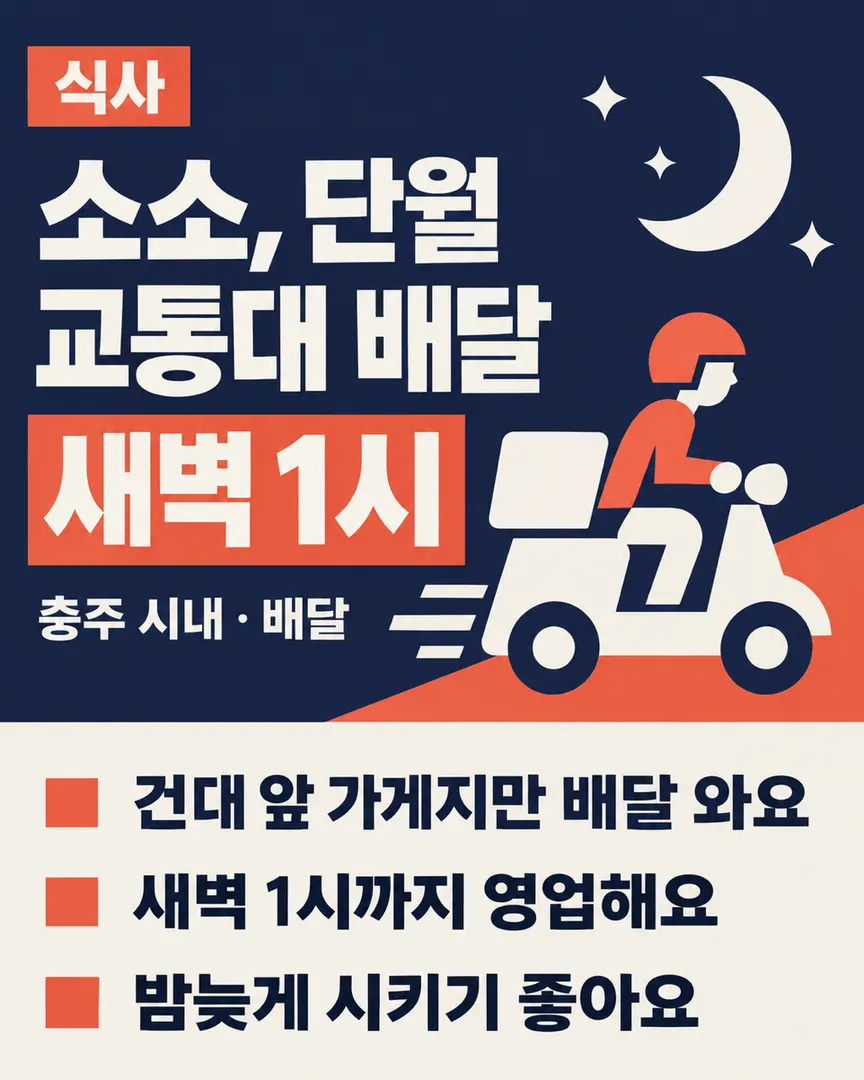 식사
소소, 단월
교통대 배달
새벽 1시
충주 시내 · 배달
건대 앞 가게지만 배달 와요
새벽 1시까지 영업해요
밤늦게 시키기 좋아요